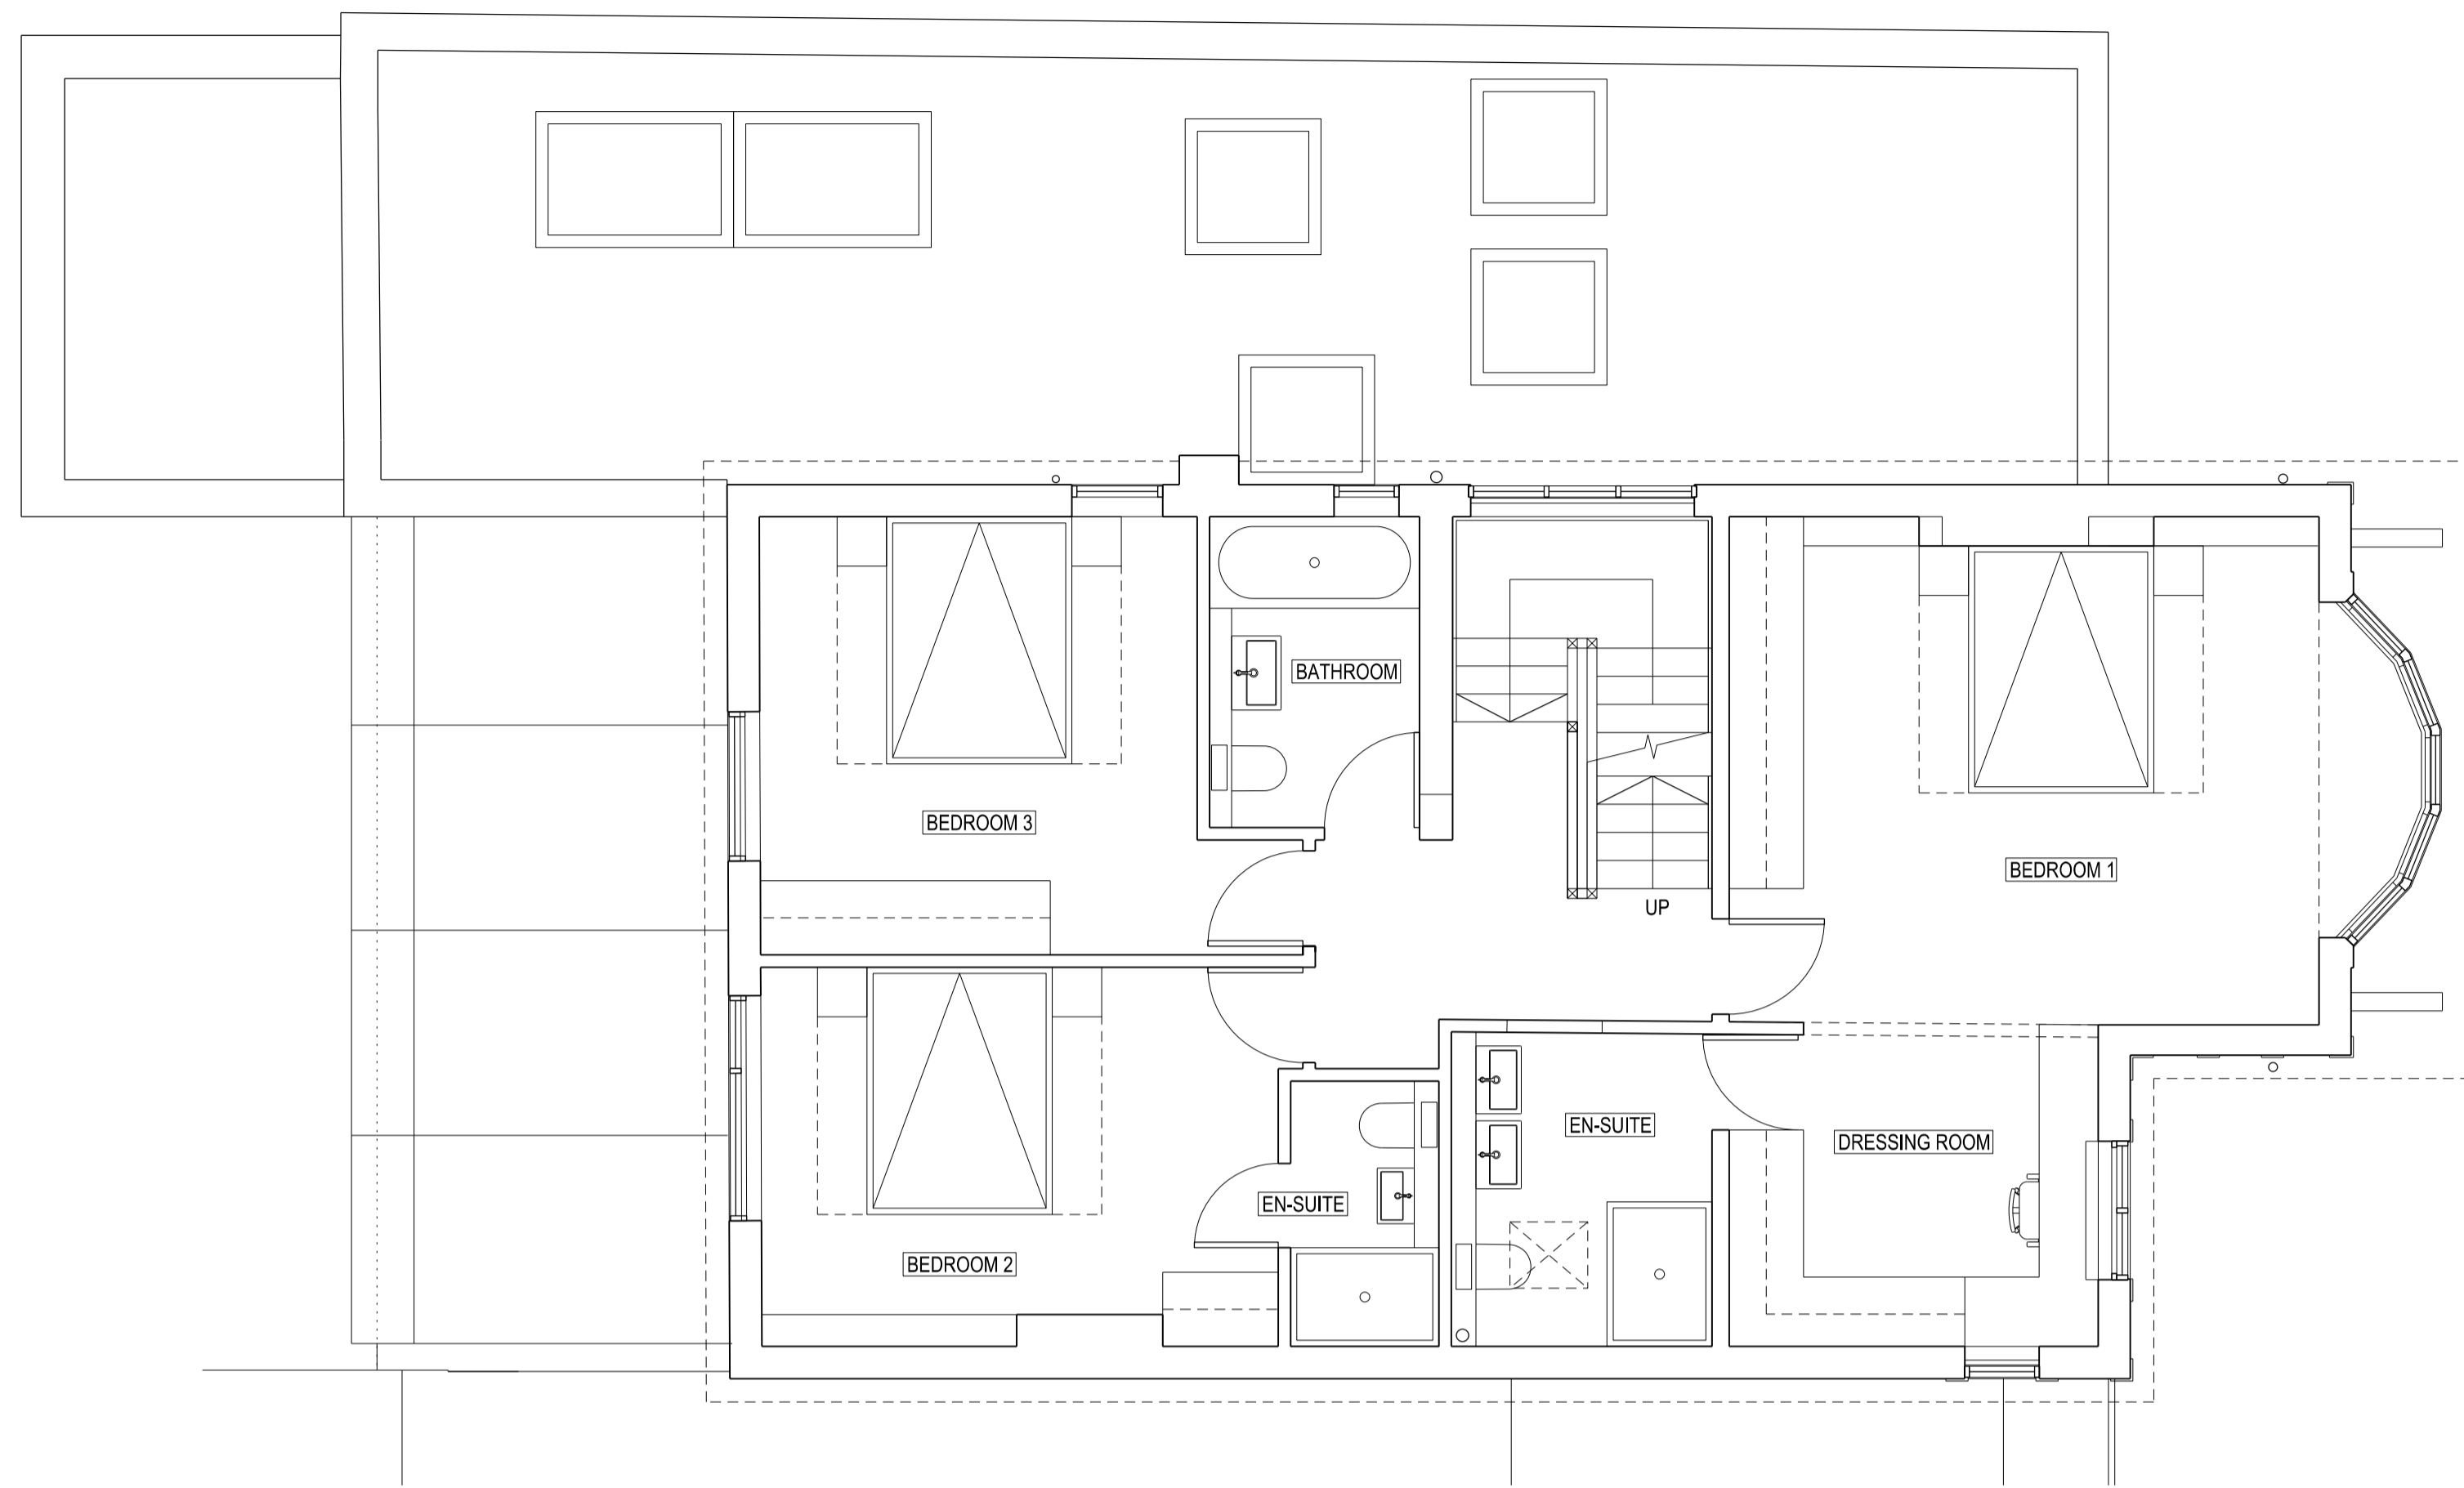 BATHROOM
BEDROOM 3
BEDROOM 1
UP
EN-SUITE
DRESSING ROOM
EN-SUITE
BEDROOM 2